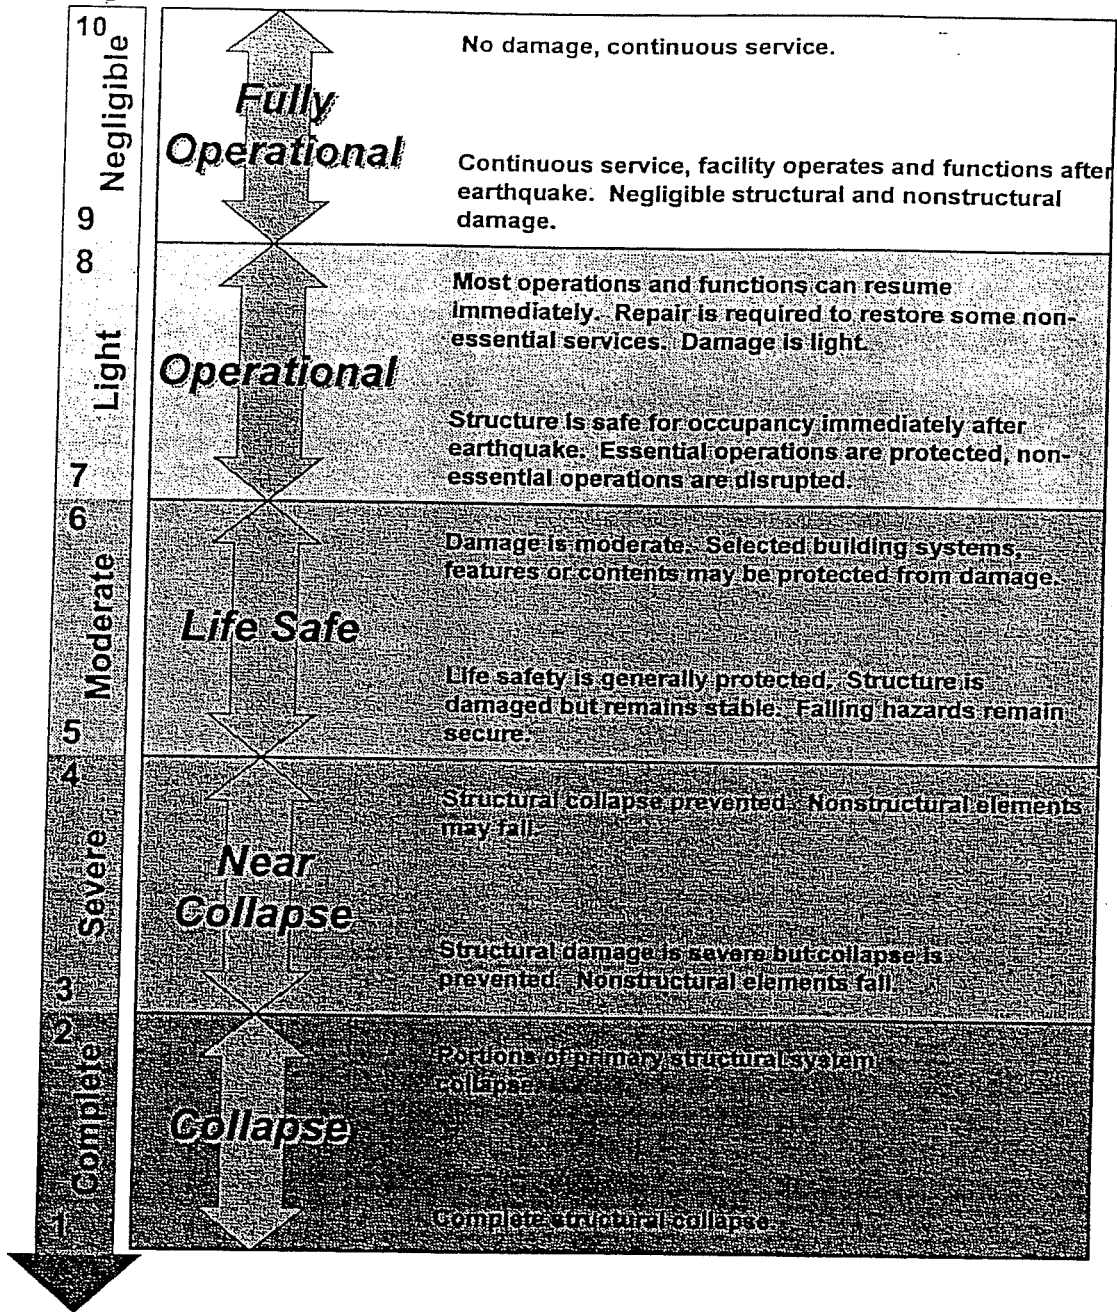 10
Negligible
9
Fully
Operational
No damage, continuous service.
Continuous service, facility operates and functions after
earthquake. Negligible structural and nonstructural
damage.
8
Light
7
Operational
Most operations and functions can resume
immediately. Repair is required to restore some non-
essential services. Damage is light.
Structure is safe for occupancy immediately after
earthquake. Essential operations are protected, non-
essential operations are disrupted.
6
Moderate
5
Life Safe
Damage is moderate. Selected building systems,
features or contents may be protected from damage.
Life safety is generally protected. Structure is
damaged but remains stable. Falling hazards remain
secure.
4
Severe
3
Near
Collapse
Structural collapse prevented. Nonstructural elements
may fall.
Structural damage is severe but collapse is
prevented. Nonstructural elements fall.
2
Complete
1
Collapse
Portions of primary structural system
collapse.
Complete structural collapse.